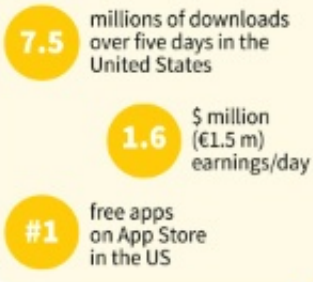 7.5
millions of downloads
over five days in the
United States
1.6
$ million
(€1.5 m)
earnings/day
#1
free apps
on App Store
in the US